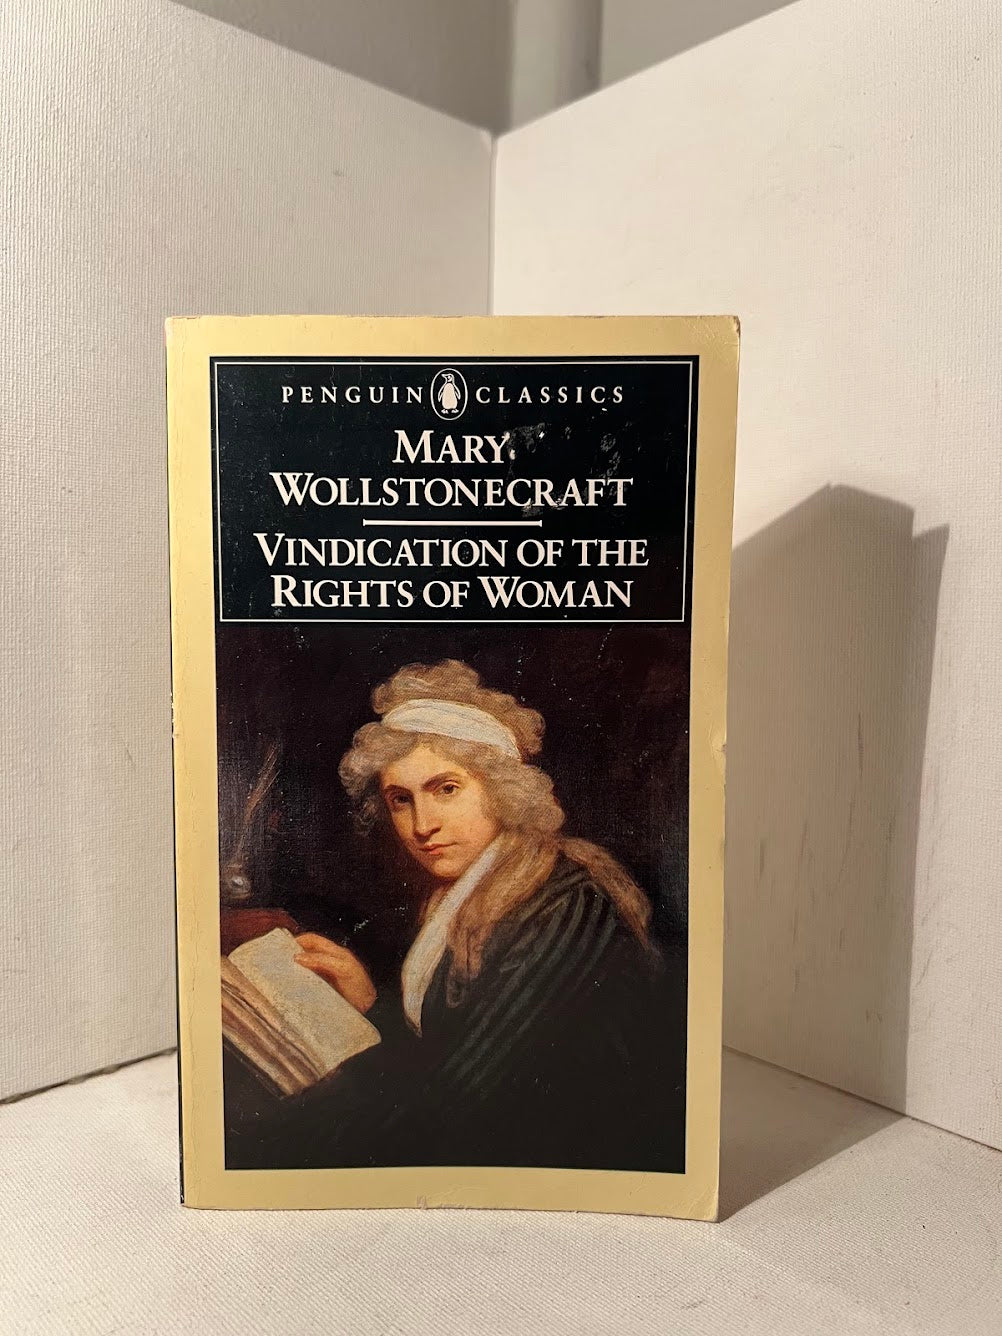 PENGUIN CLASSICS
MARY
WOLLSTONECRAFT
VINDICATION OF THE
RIGHTS OF WOMAN